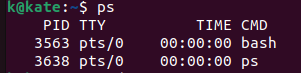 k@kate:~$ ps
    PID TTY          TIME CMD
   3563 pts/0    00:00:00 bash
   3638 pts/0    00:00:00 ps